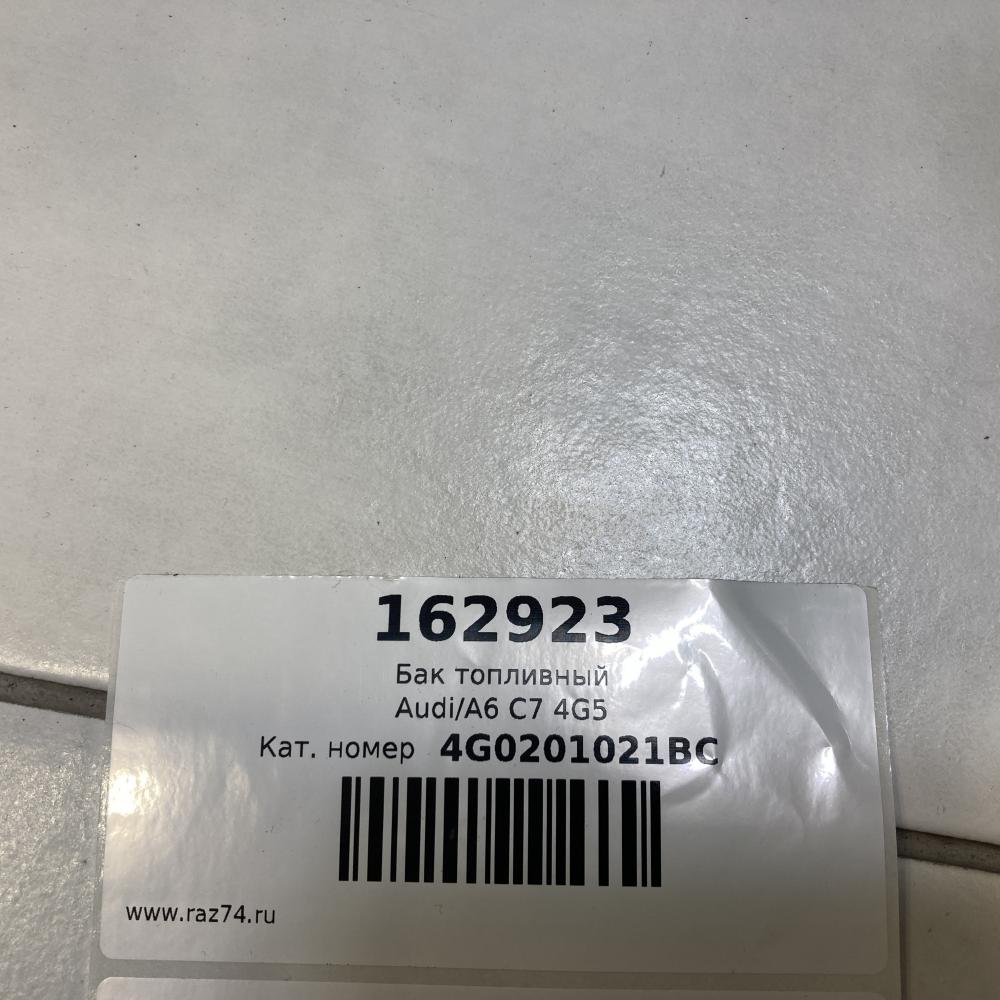 162923
Бак топливный
Audi/A6 C7 4G5
Кат. номер 4G0201021BC
www.raz74.ru